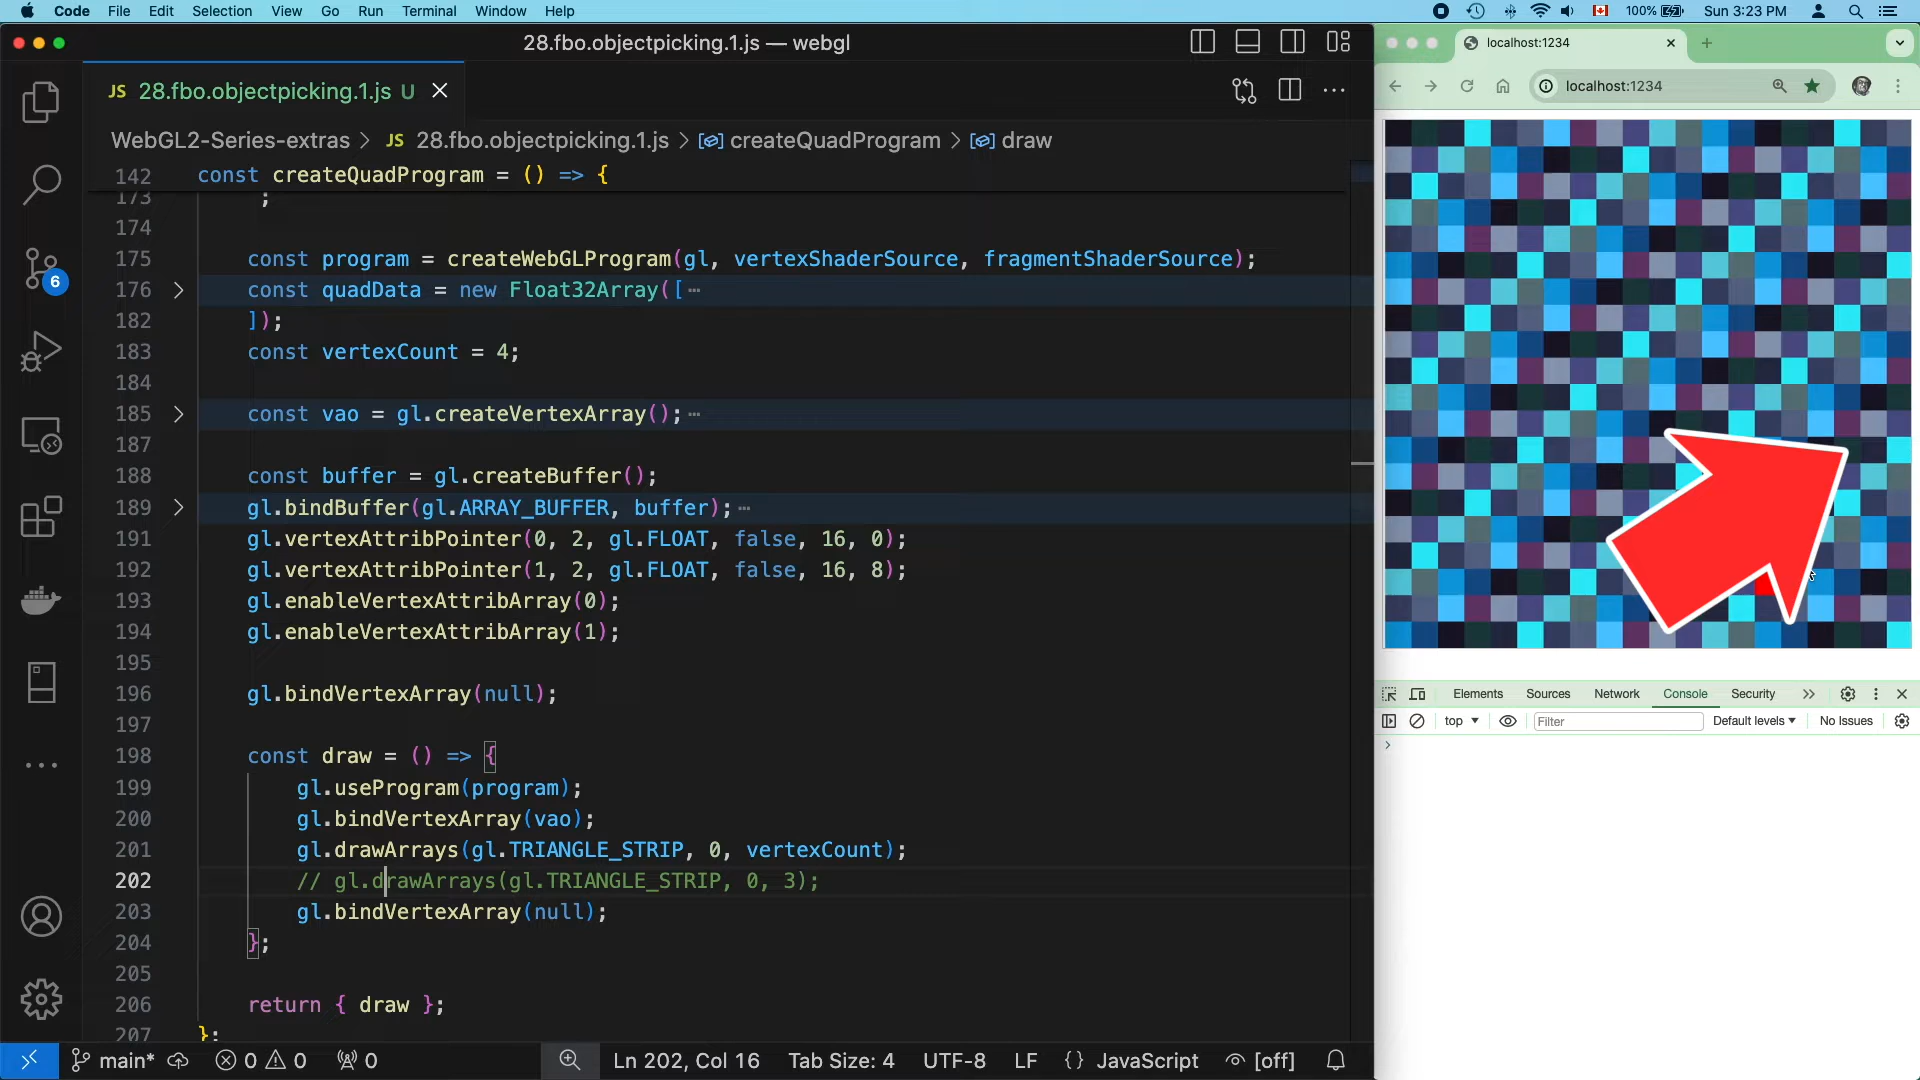 Code File Edit Selection View Go Run Terminal Window Help 100% Sun 3:23 PM
28.fbo.objectpicking.1.js — webgl
JS 28.fbo.objectpicking.1.js U
WebGL2-Series-extras > JS 28.fbo.objectpicking.1.js > createQuadProgram > draw
142 const createQuadProgram = () => {
173 ;
174
175 const program = createWebGLProgram(gl, vertexShaderSource, fragmentShaderSource);
176 const quadData = new Float32Array([ ⋯
182 ]);
183 const vertexCount = 4;
184
185 const vao = gl.createVertexArray(); ⋯
187
188 const buffer = gl.createBuffer();
189 gl.bindBuffer(gl.ARRAY_BUFFER, buffer); ⋯
191 gl.vertexAttribPointer(0, 2, gl.FLOAT, false, 16, 0);
192 gl.vertexAttribPointer(1, 2, gl.FLOAT, false, 16, 8);
193 gl.enableVertexAttribArray(0);
194 gl.enableVertexAttribArray(1);
195
196 gl.bindVertexArray(null);
197
198 const draw = () => {
199 gl.useProgram(program);
200 gl.bindVertexArray(vao);
201 gl.drawArrays(gl.TRIANGLE_STRIP, 0, vertexCount);
202 // gl.drawArrays(gl.TRIANGLE_STRIP, 0, 3);
203 gl.bindVertexArray(null);
204 };
205
206 return { draw };
207 };
6
main* 0 0 0 Ln 202, Col 16 Tab Size: 4 UTF-8 LF {} JavaScript [off]
localhost:1234
localhost:1234
Elements Sources Network Console Security
top Filter Default levels No Issues